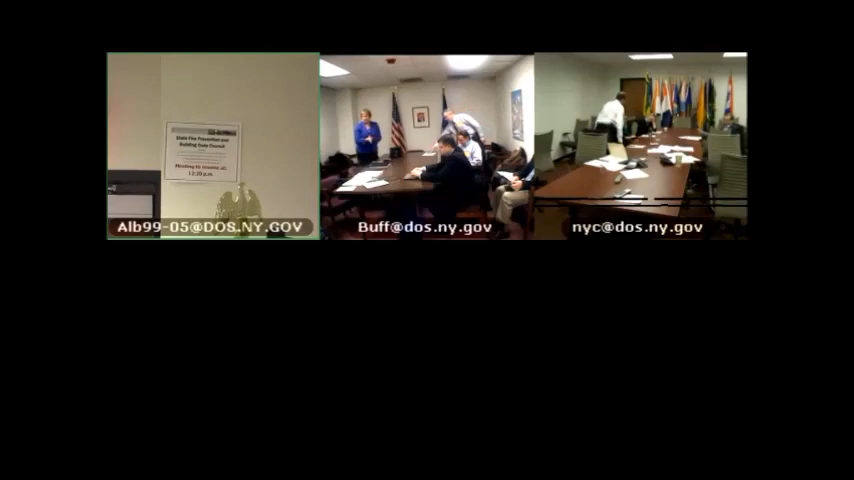 State Fire Prevention and
Building Code Council
Meeting to resume at:
12:30 p.m.
Alb99-05@DOS.NY.GOV
Buff@dos.ny.gov
nyc@dos.ny.gov